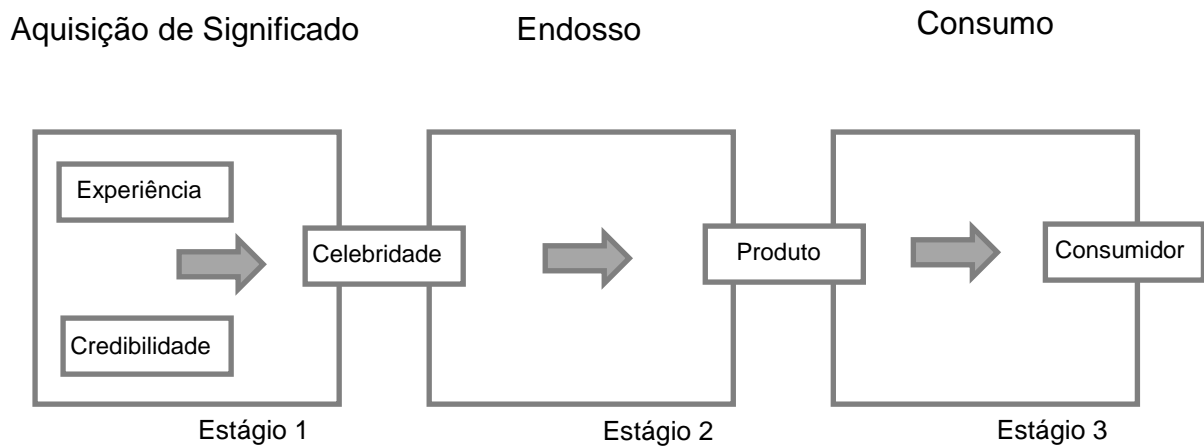 Aquisição de Significado
Endosso
Consumo
Experiência
Credibilidade
Celebridade
Produto
Consumidor
Estágio 1
Estágio 2
Estágio 3